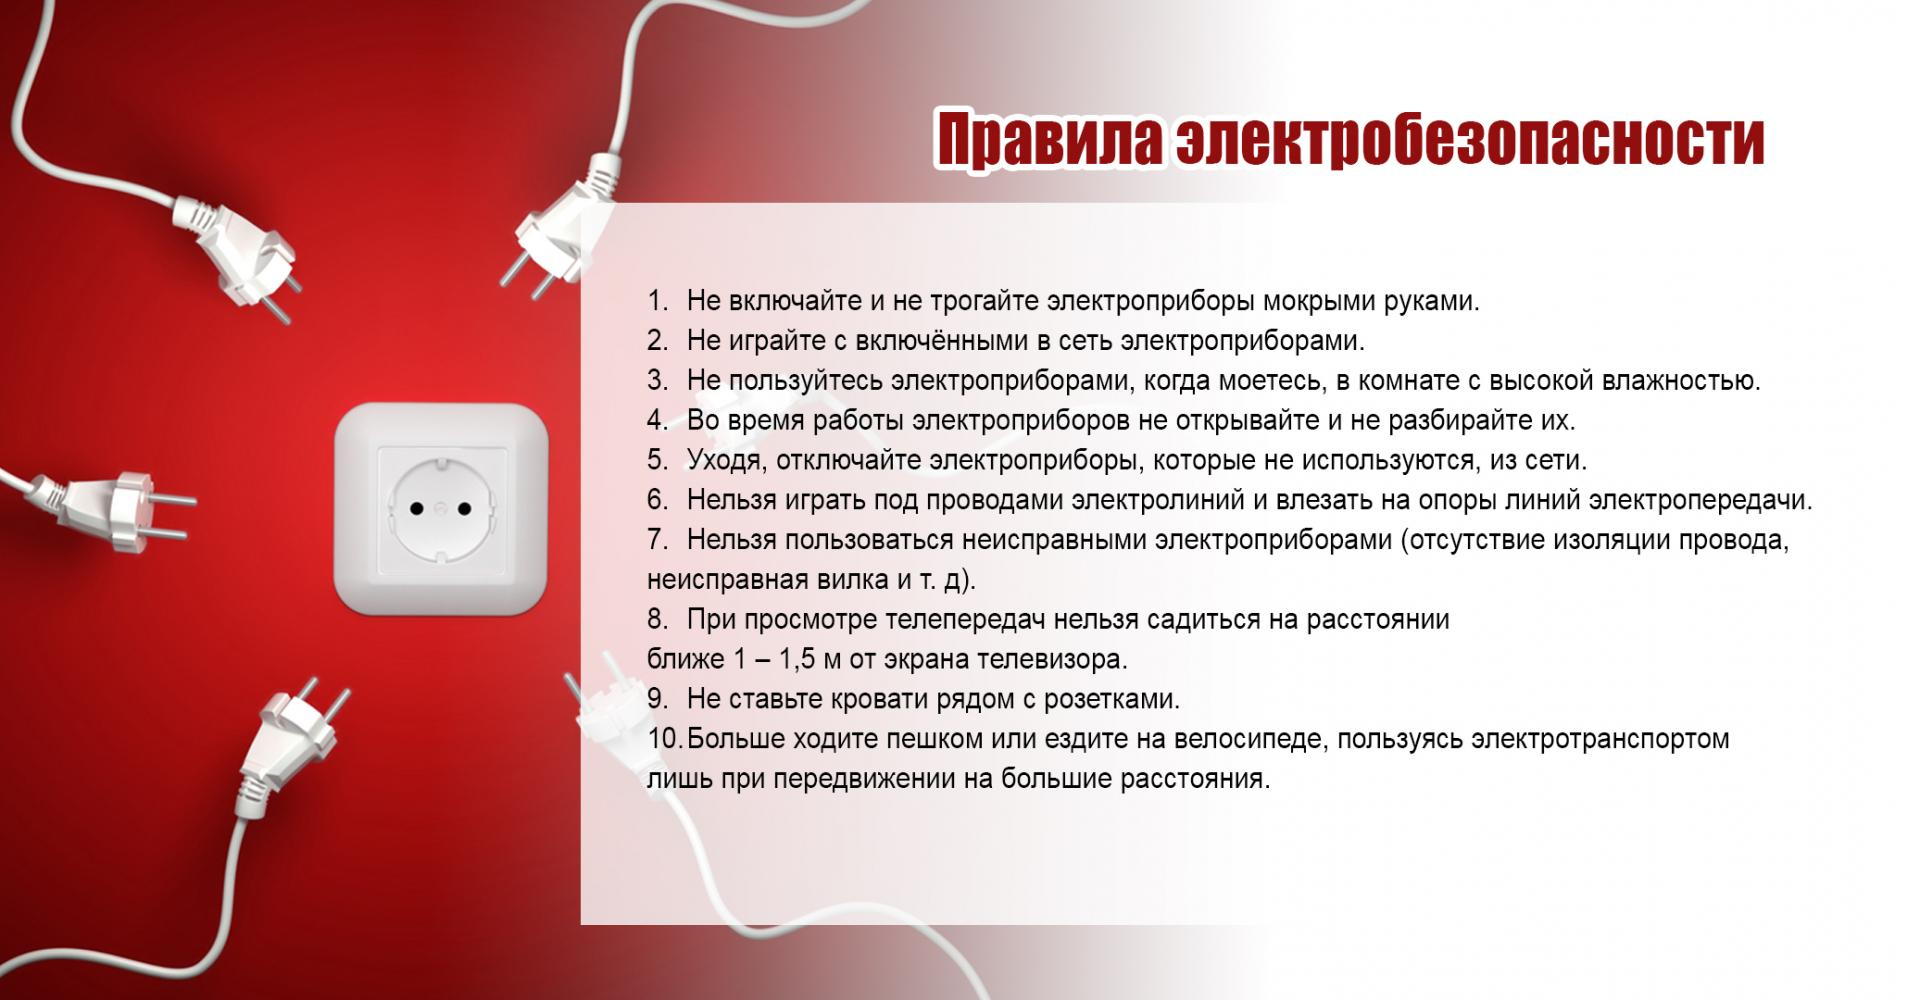 Правила электробезопасности
1. Не включайте и не трогайте электроприборы мокрыми руками.
2. Не играйте с включёнными в сеть электроприборами.
3. Не пользуйтесь электроприборами, когда моетесь, в комнате с высокой влажностью.
4. Во время работы электроприборов не открывайте и не разбирайте их.
5. Уходя, отключайте электроприборы, которые не используются, из сети.
6. Нельзя играть под проводами электролиний и влезать на опоры линий электропередачи.
7. Нельзя пользоваться неисправными электроприборами (отсутствие изоляции провода,
неисправная вилка и т. д).
8. При просмотре телепередач нельзя садиться на расстоянии
ближе 1 – 1,5 м от экрана телевизора.
9. Не ставьте кровати рядом с розетками.
10. Больше ходите пешком или ездите на велосипеде, пользуясь электротранспортом
лишь при передвижении на большие расстояния.